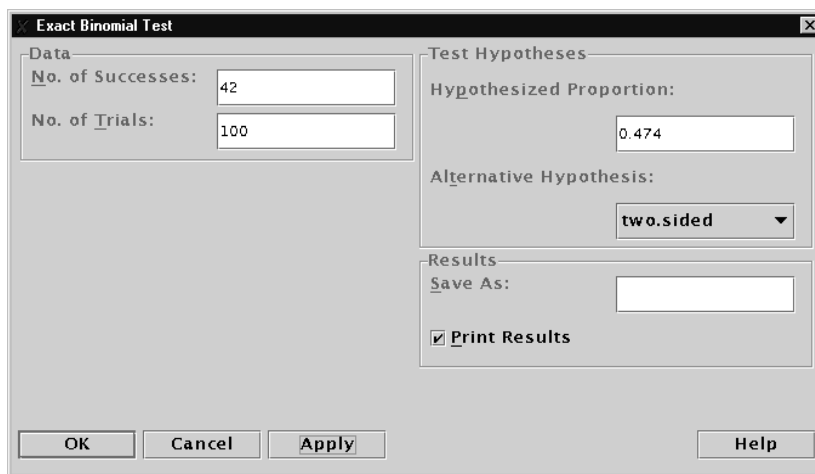 Exact Binomial Test
Data
No. of Successes:
42
No. of Trials:
100
Test Hypotheses
Hypothesized Proportion:
0.474
Alternative Hypothesis:
two.sided
Results
Save As:
Print Results
OK
Cancel
Apply
Help